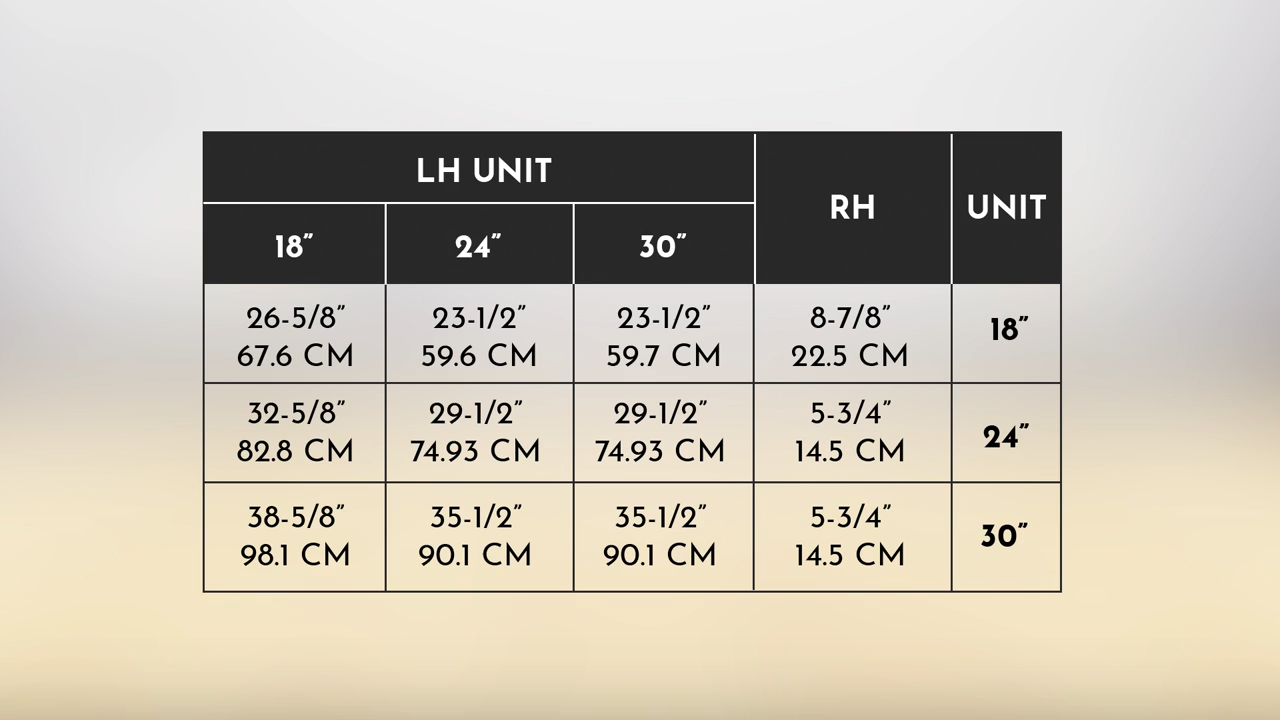 LH UNIT
RH
UNIT
18″
24″
30″
26-5/8″
67.6 CM
23-1/2″
59.6 CM
23-1/2″
59.7 CM
8-7/8″
22.5 CM
18″
32-5/8″
82.8 CM
29-1/2″
74.93 CM
29-1/2″
74.93 CM
5-3/4″
14.5 CM
24″
38-5/8″
98.1 CM
35-1/2″
90.1 CM
35-1/2″
90.1 CM
5-3/4″
14.5 CM
30″